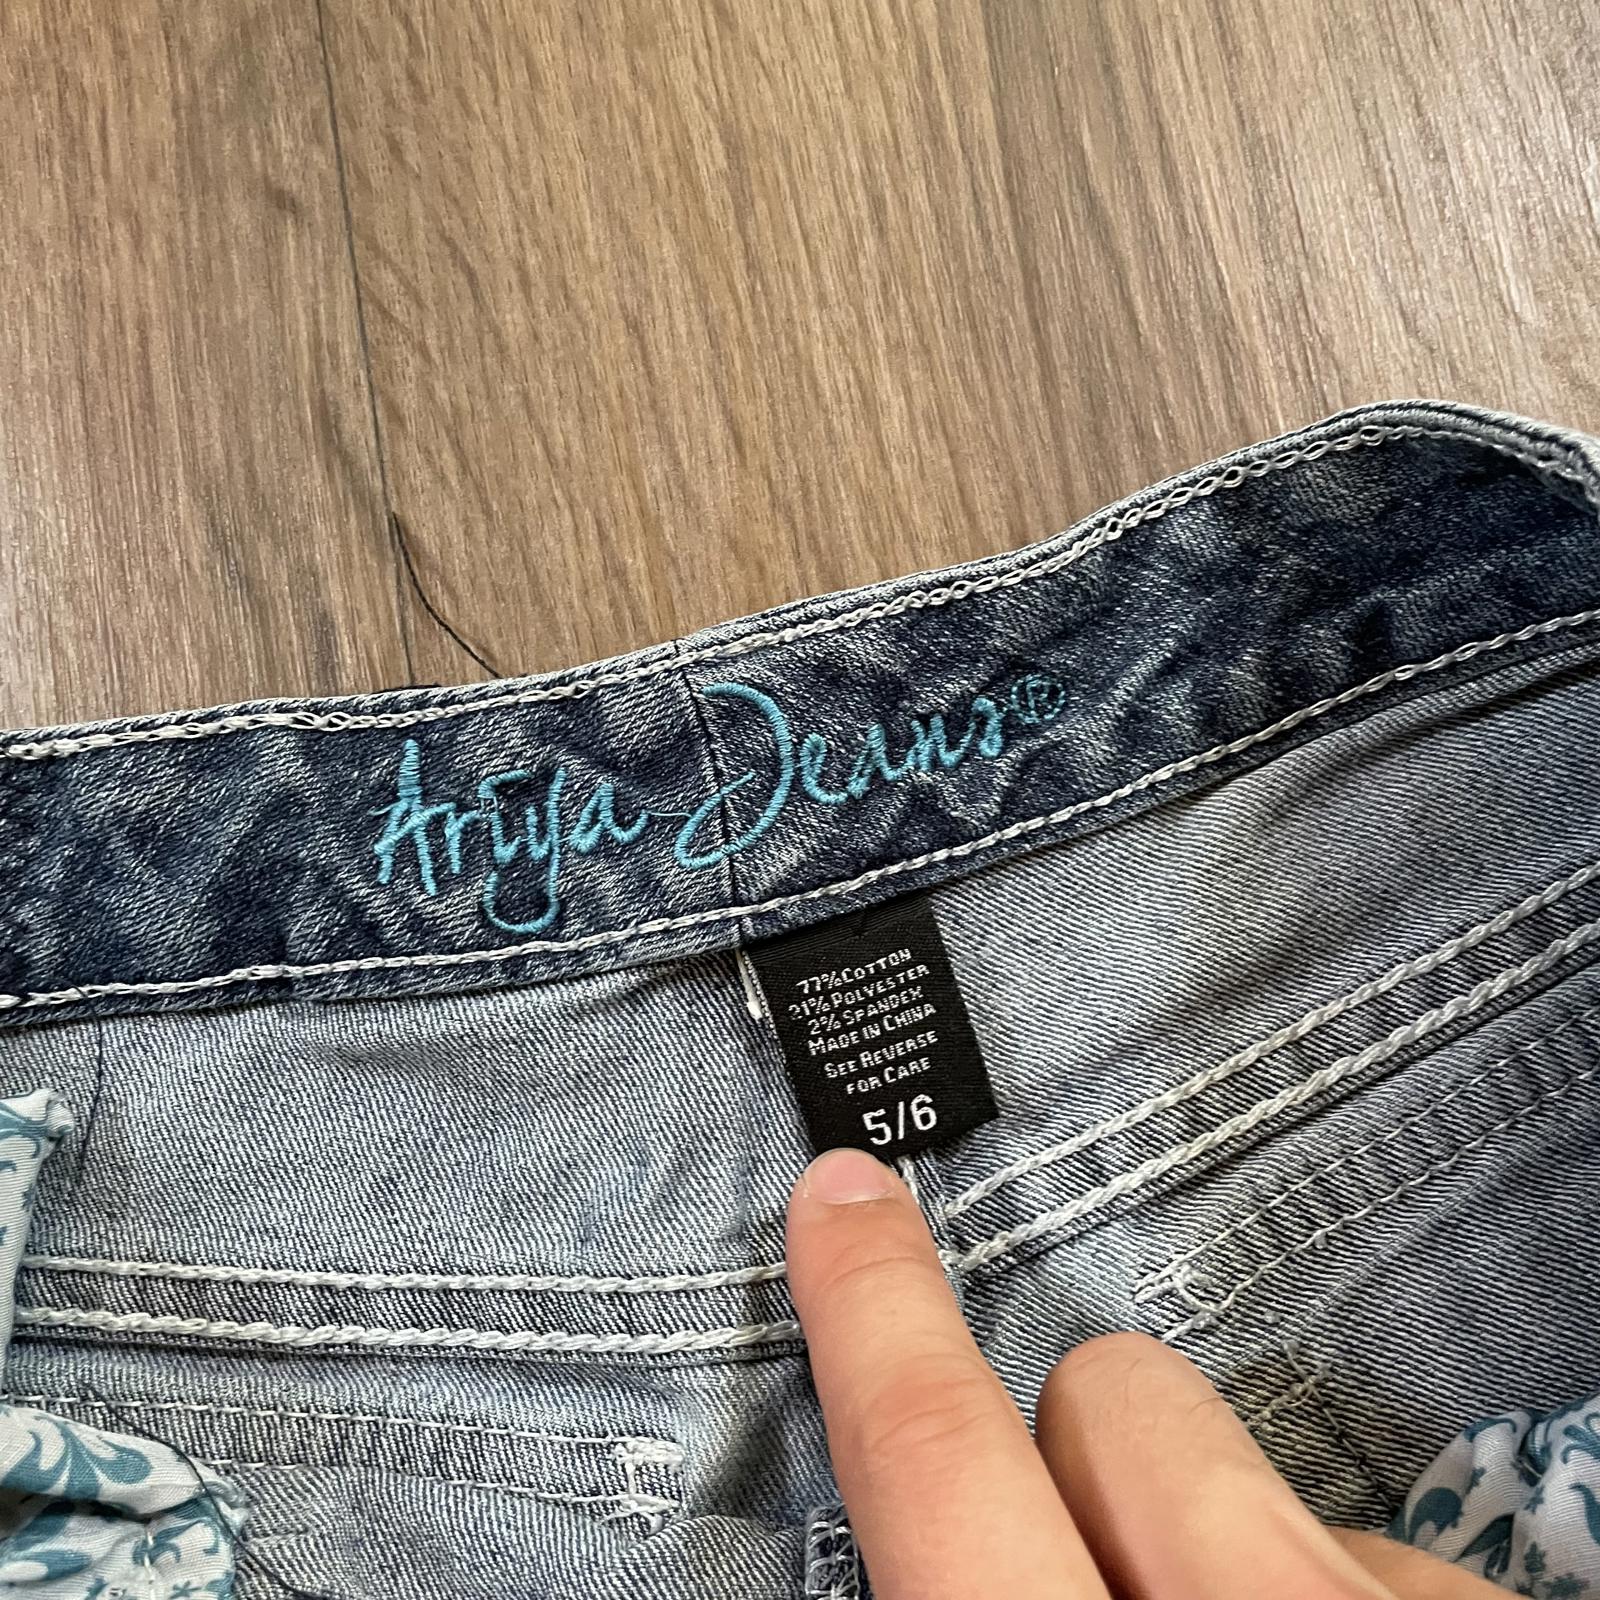 Ariya Jeans®
77% COTTON
21% POLYESTER
2% SPANDEX
MADE IN CHINA
SEE REVERSE
FOR CARE
5/6